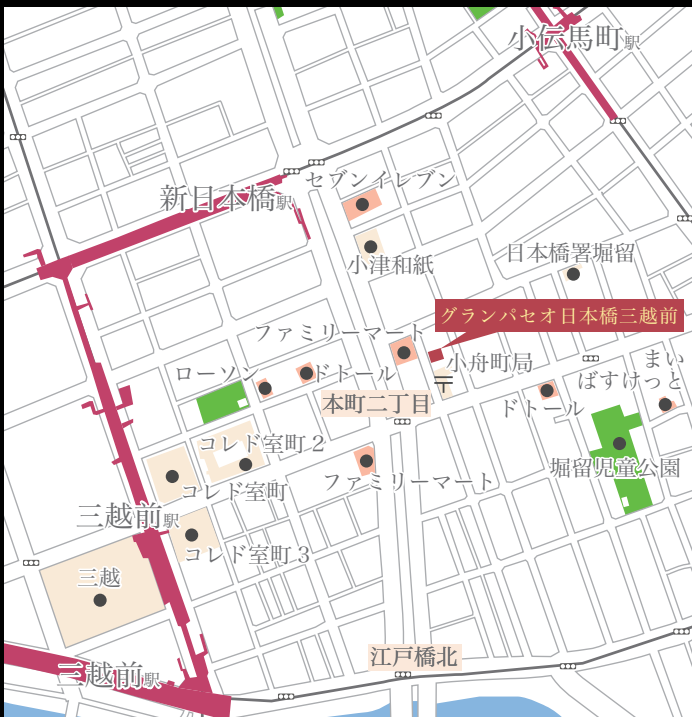 小伝馬町駅
セブンイレブン
新日本橋駅
小津和紙
日本橋署堀留
グランパセオ日本橋三越前
ファミリーマート
小舟町局
〒
まい
ばすけっと
ローソン
ドトール
本町二丁目
ドトール
コレド室町2
堀留児童公園
コレド室町
ファミリーマート
三越前駅
コレド室町3
三越
江戸橋北
三越前駅